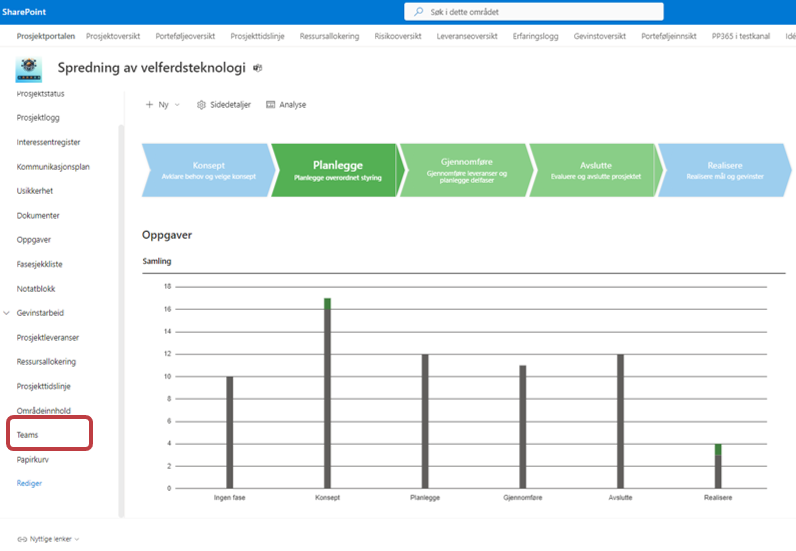 SharePoint
Søk i dette området
Prosjektportalen Prosjektoversikt Porteføljeoversikt Prosjekttidslinje Ressursallokering Risikooversikt Leveranseoversikt Erfaringslogg Gevinstoversikt Porteføljeinnsikt PP365 i testkanal Idé
Spredning av velferdsteknologi
Prosjektstatus
Prosjektlogg
Interessentregister
Kommunikasjonsplan
Usikkerhet
Dokumenter
Oppgaver
Fasesjekkliste
Notatblokk
Gevinstarbeid
Prosjektleveranser
Ressursallokering
Prosjekttidslinje
Områdeinnhold
Teams
Papirkurv
Rediger
Nyttige lenker
Ny
Sidedetaljer
Analyse
Konsept
Avklare behov og velge konsept
Planlegge
Planlegge overordnet styring
Gjennomføre
Gjennomføre leveranser og
planlegge delfaser
Avslutte
Evaluere og avslutte prosjektet
Realisere
Realisere mål og gevinster
Oppgaver
Samling
18
16
14
12
10
8
6
4
2
0
Ingen fase Konsept Planlegge Gjennomføre Avslutte Realisere